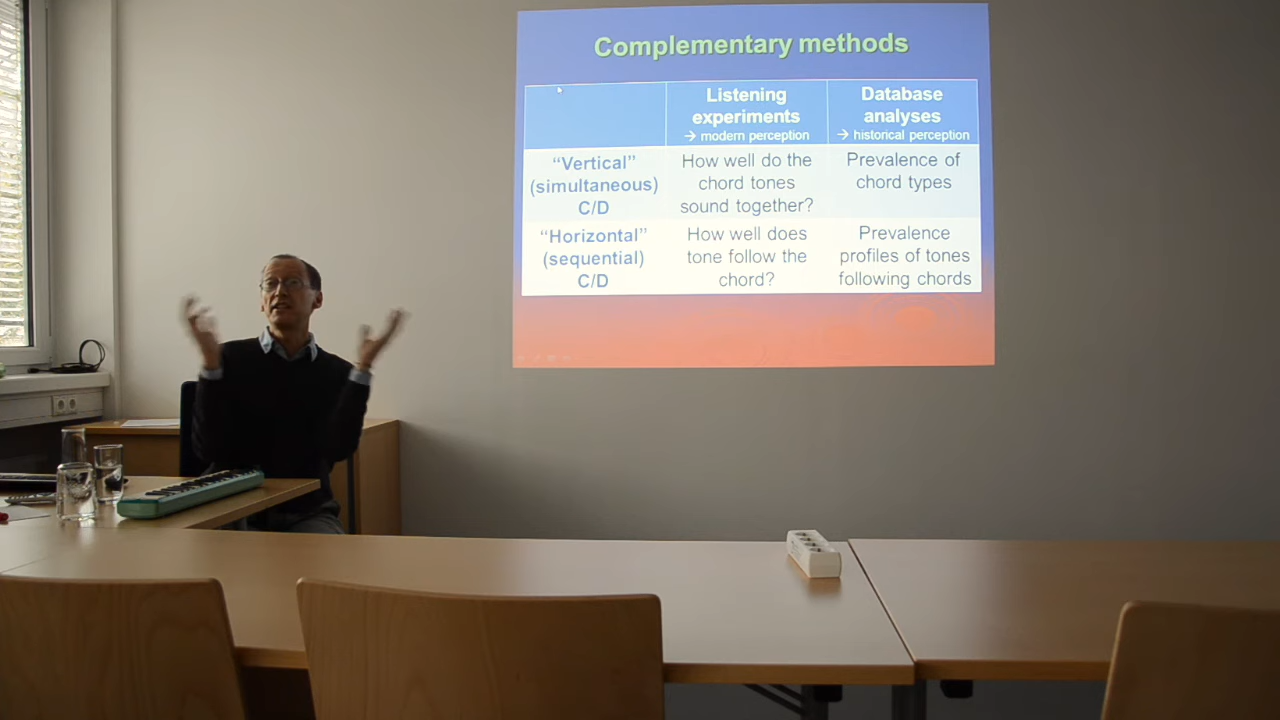 Complementary methods
Listening
experiments
→ modern perception
Database
analyses
→ historical perception
“Vertical”
(simultaneous)
C/D
How well do the
chord tones
sound together?
Prevalence of
chord types
“Horizontal”
(sequential)
C/D
How well does
tone follow the
chord?
Prevalence
profiles of tones
following chords